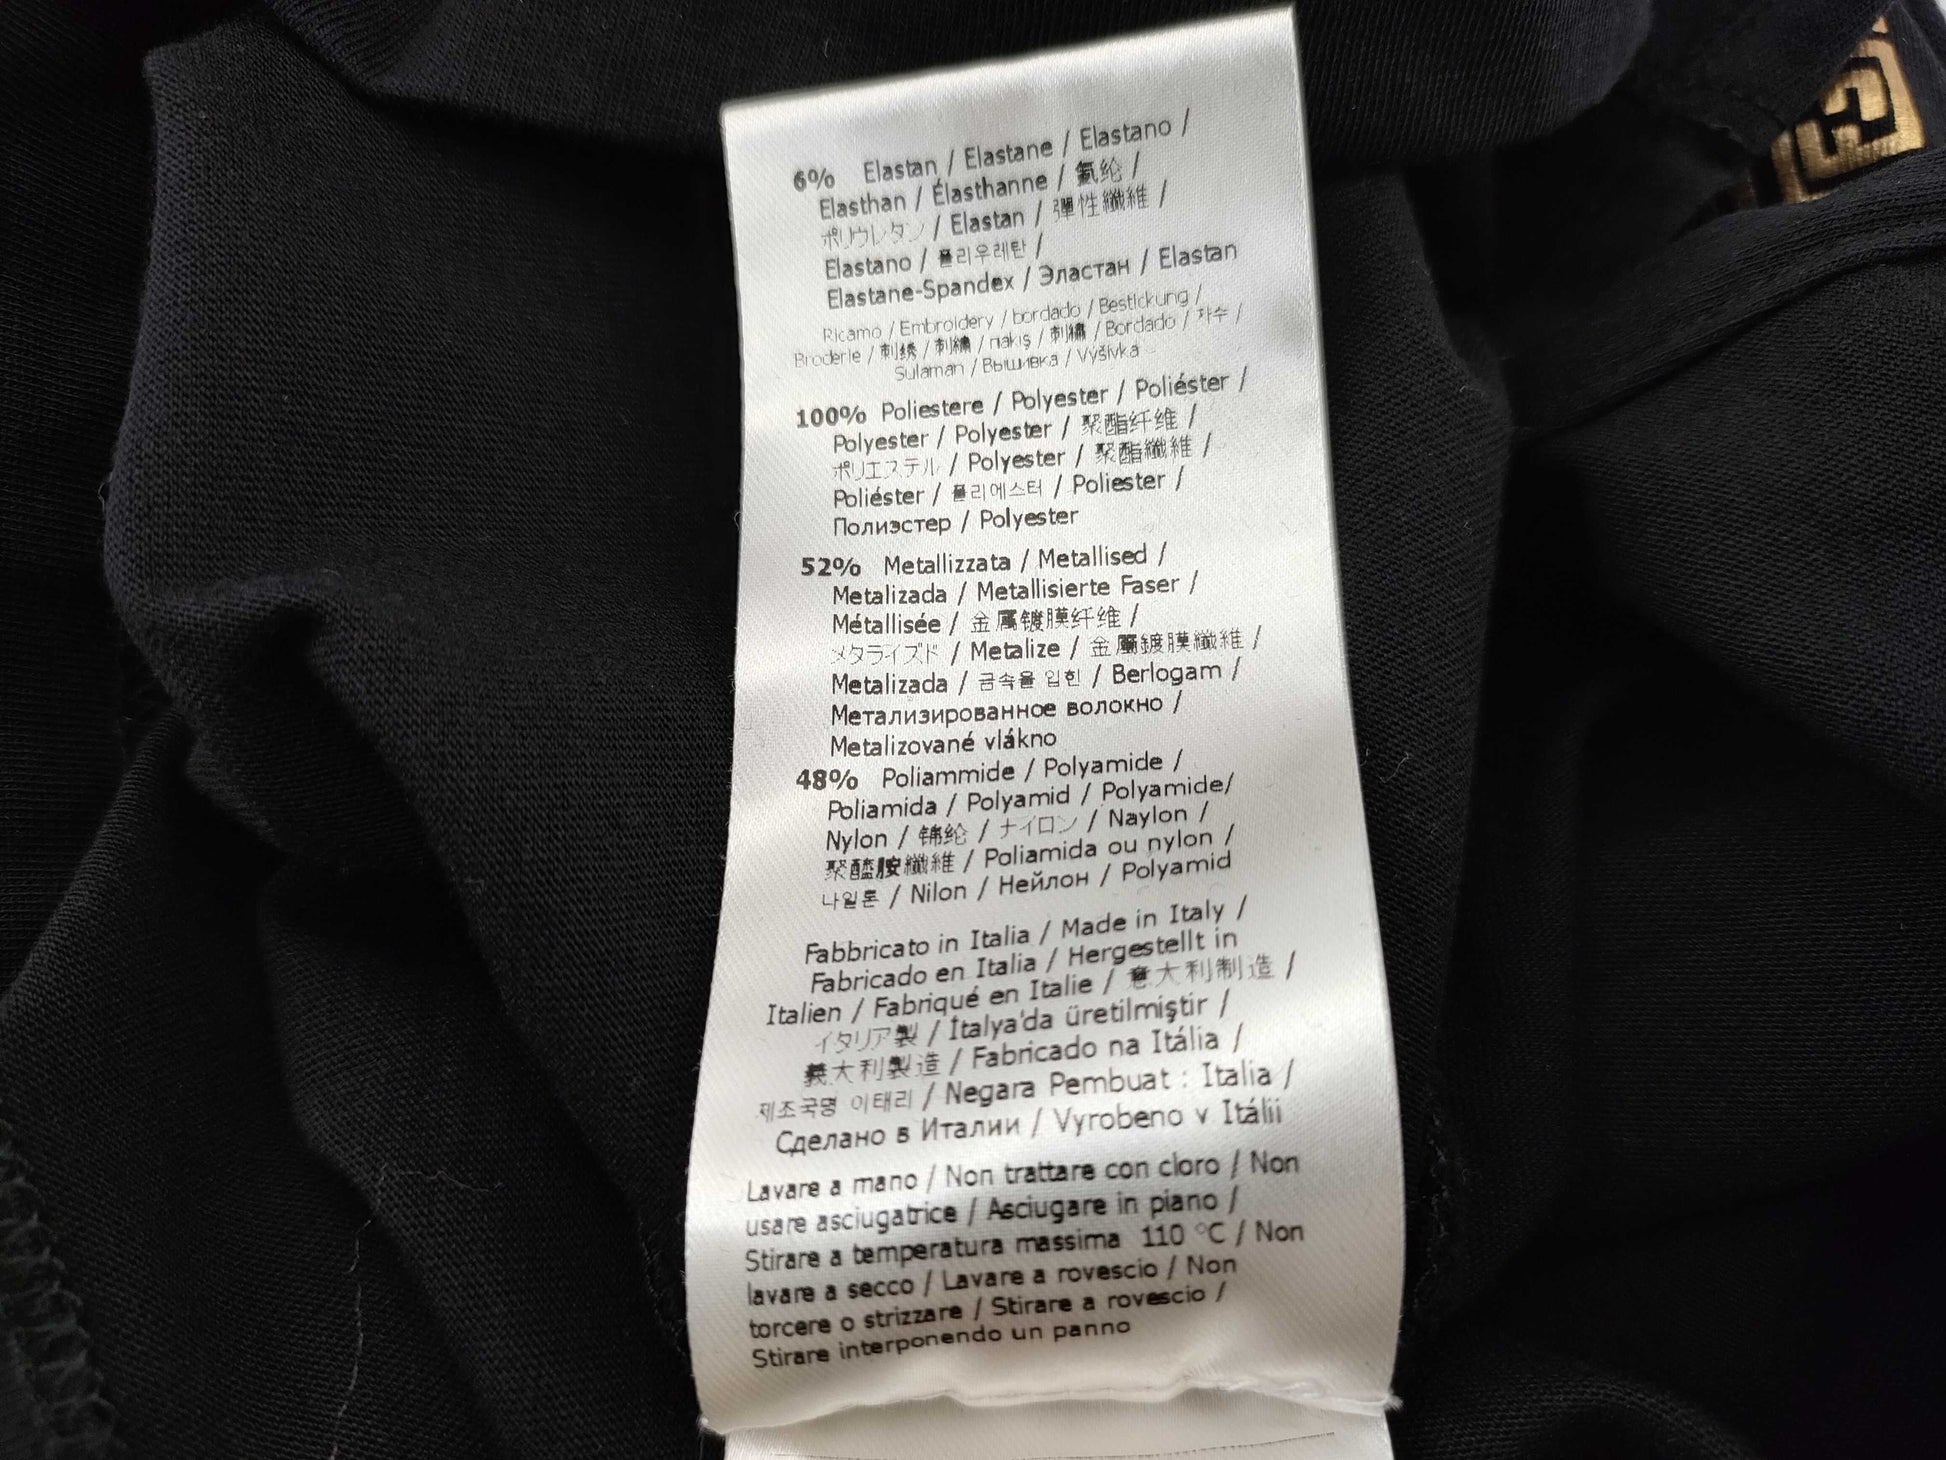 6% Elastan / Elastane / Elastano /
Elasthan / Élasthanne / 氨纶 /
ポリウレタン / Elastan / 彈性纖維 /
Elastano / 폴리우레탄 /
Elastane-Spandex / Эластан / Elastan
Ricamo / Embroidery / bordado / Bestickung /
Broderie / 刺绣 / 刺繍 / nakış / 刺繡 / Bordado / 자수 /
Sulaman / Вышивка / Výšivka
100% Poliestere / Polyester / Poliéster /
Polyester / Polyester / 聚酯纤维 /
ポリエステル / Polyester / 聚酯纖維 /
Poliéster / 폴리에스터 / Poliester /
Полиэстер / Polyester
52% Metallizzata / Metallised /
Metalizada / Metallisierte Faser /
Métallisée / 金属镀膜纤维 /
メタライズド / Metalize / 金屬鍍膜纖維 /
Metalizada / 금속을 입힌 / Berlogam /
Метализированное волокно /
Metalizované vlákno
48% Poliammide / Polyamide /
Poliamida / Polyamid / Polyamide/
Nylon / 锦纶 / ナイロン / Naylon /
聚醯胺纖維 / Poliamida ou nylon /
나일론 / Nilon / Нейлон / Polyamid
Fabbricato in Italia / Made in Italy /
Fabricado en Italia / Hergestellt in
Italien / Fabriqué en Italie / 意大利制造 /
イタリア製 / İtalya'da üretilmiştir /
義大利製造 / Fabricado na Itália /
제조국명 이태리 / Negara Pembuat : Italia /
Сделано в Италии / Vyrobeno v Itálii
Lavare a mano / Non trattare con cloro / Non
usare asciugatrice / Asciugare in piano /
Stirare a temperatura massima 110 °C / Non
lavare a secco / Lavare a rovescio / Non
torcere o strizzare / Stirare a rovescio /
Stirare interponendo un panno